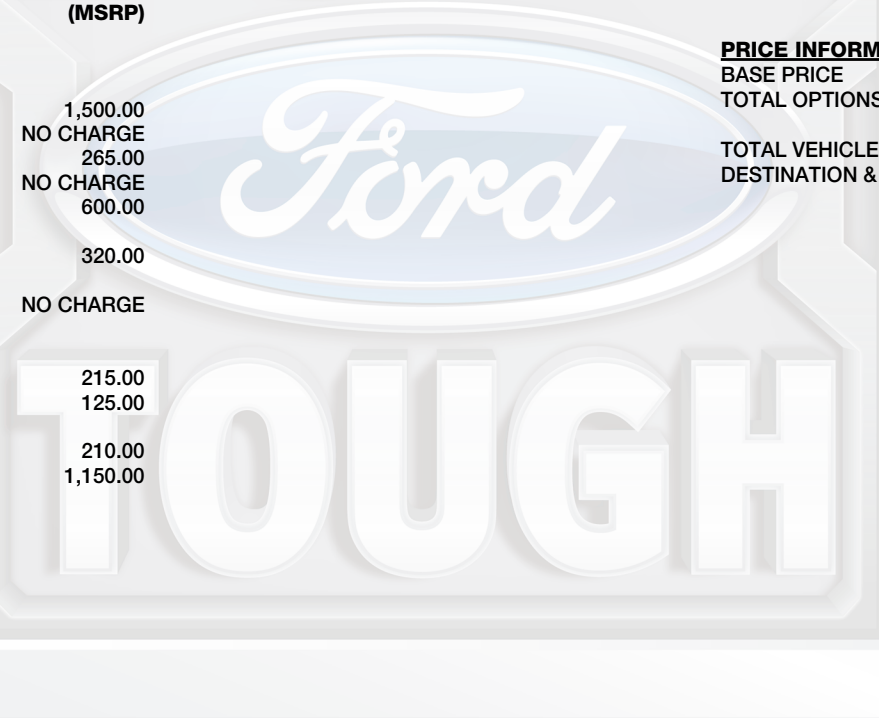 (MSRP)
1,500.00
NO CHARGE
265.00
NO CHARGE
600.00
320.00
NO CHARGE
215.00
125.00
210.00
1,150.00
PRICE INFORM
BASE PRICE
TOTAL OPTIONS
TOTAL VEHICLE
DESTINATION &
Ford
TOUGH